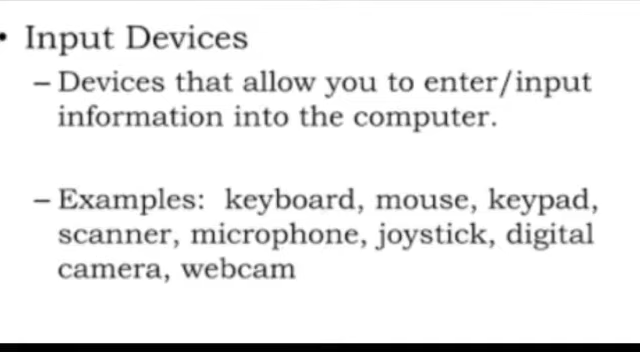 • Input Devices
– Devices that allow you to enter/input
information into the computer.
– Examples: keyboard, mouse, keypad,
scanner, microphone, joystick, digital
camera, webcam